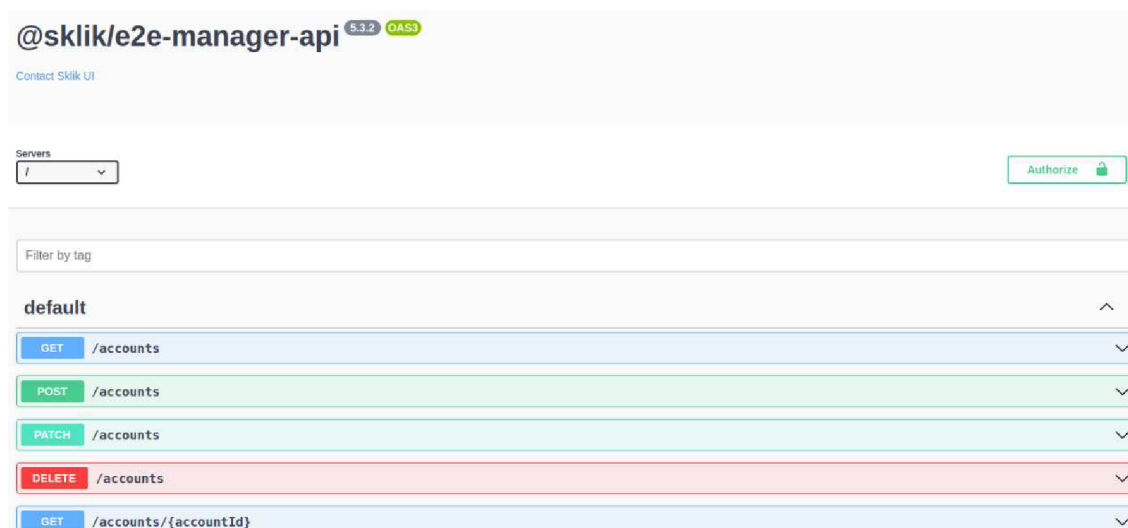 @sklik/e2e-manager-api 5.3.2 OAS3
Contact Sklik UI
Servers
/
Authorize
Filter by tag
default
GET /accounts
POST /accounts
PATCH /accounts
DELETE /accounts
GET /accounts/{accountId}